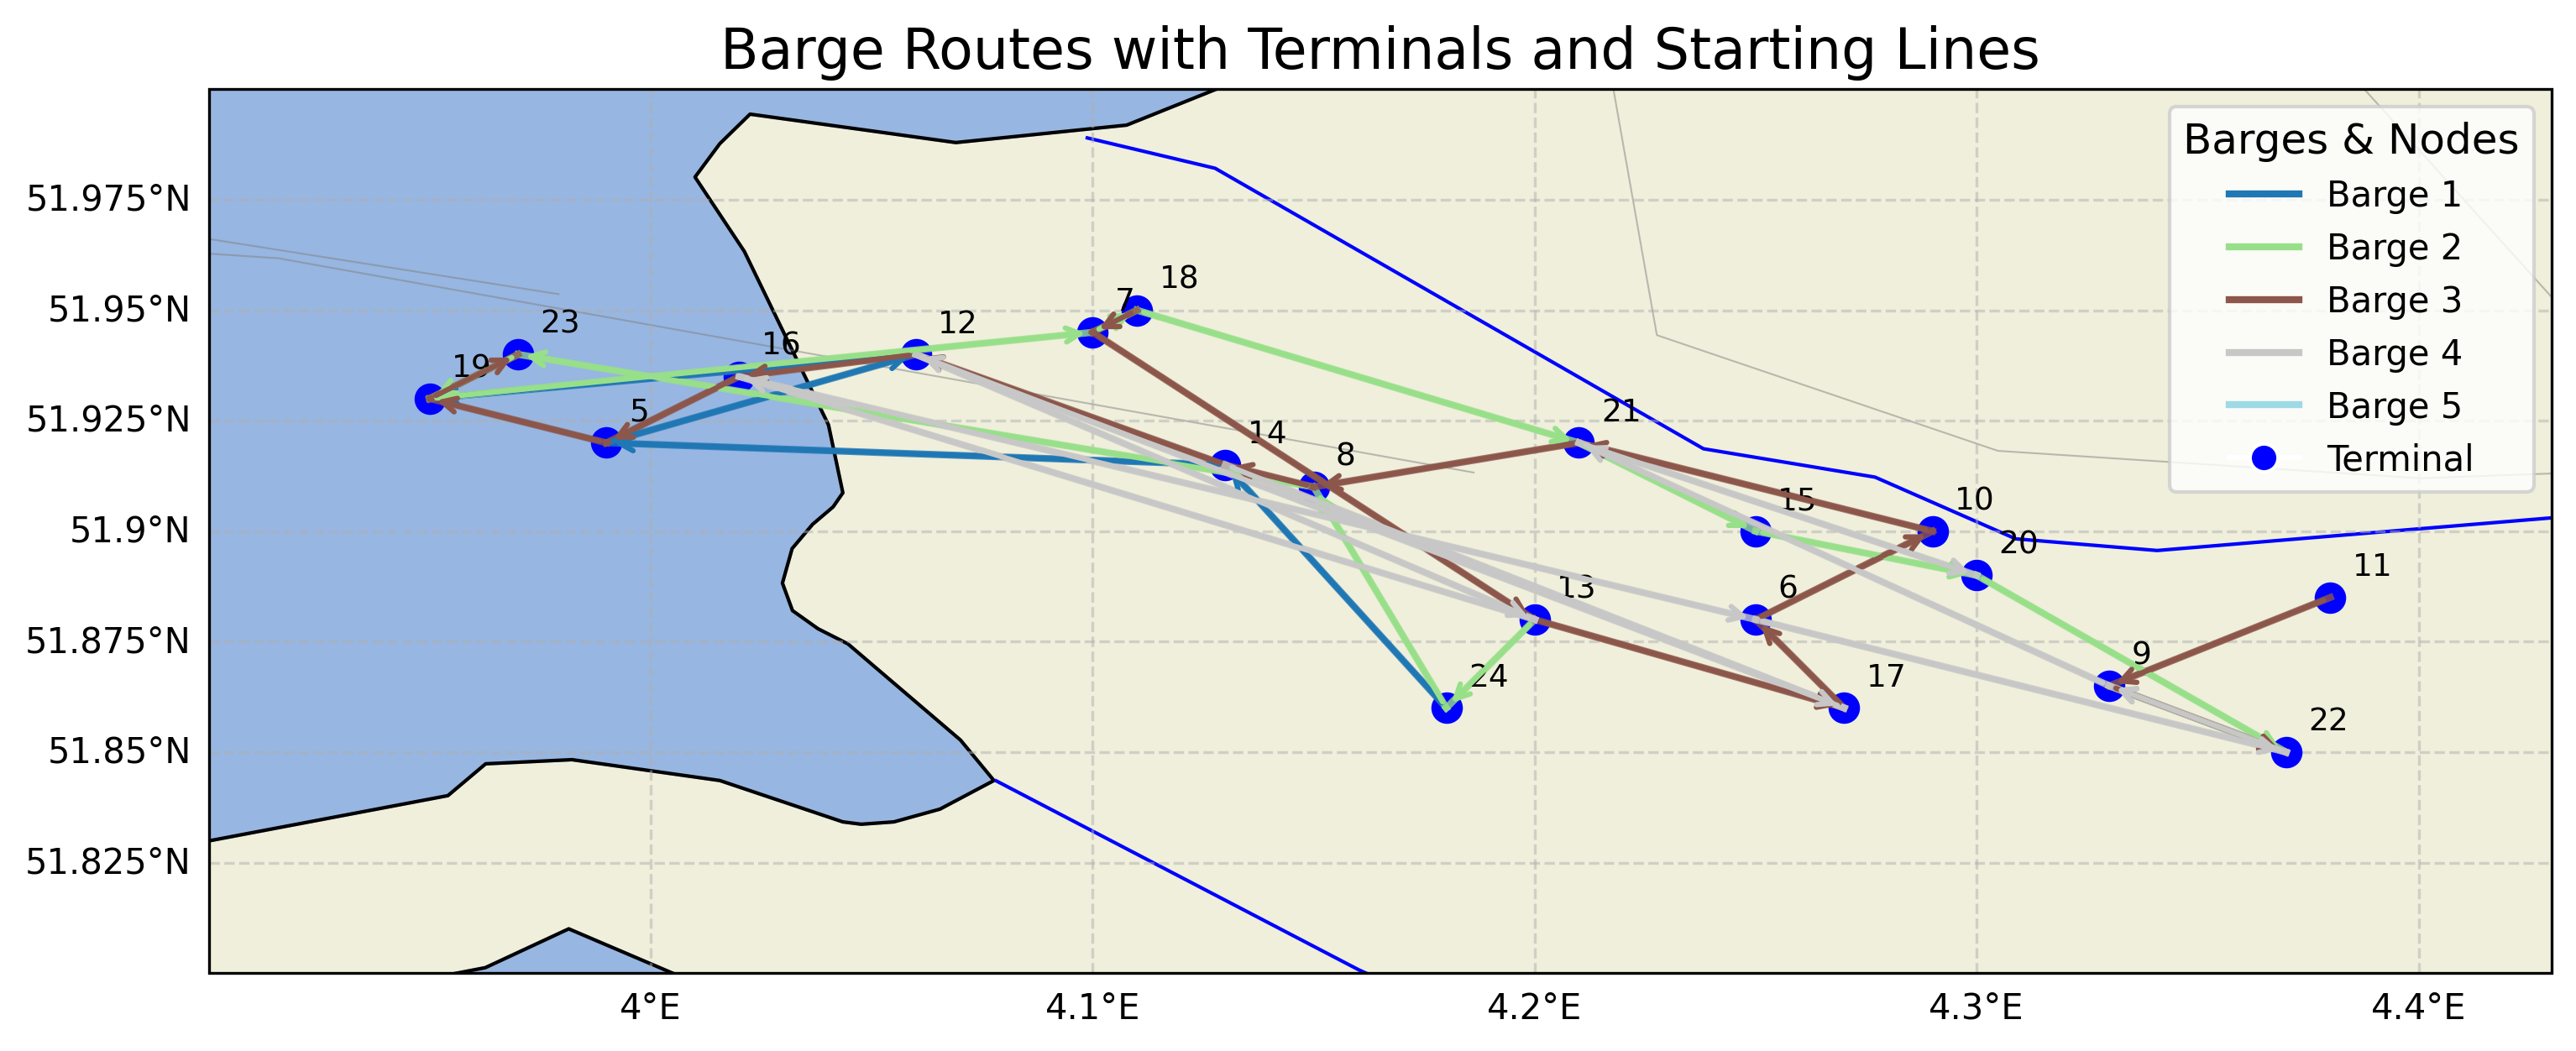 Barge Routes with Terminals and Starting Lines
Barges & Nodes
Barge 1
Barge 2
Barge 3
Barge 4
Barge 5
Terminal
51.975°N
51.95°N
51.925°N
51.9°N
51.875°N
51.85°N
51.825°N
18
7
23
12
16
19
5
21
14
8
15
10
20
11
13
6
9
24
17
22
4°E
4.1°E
4.2°E
4.3°E
4.4°E